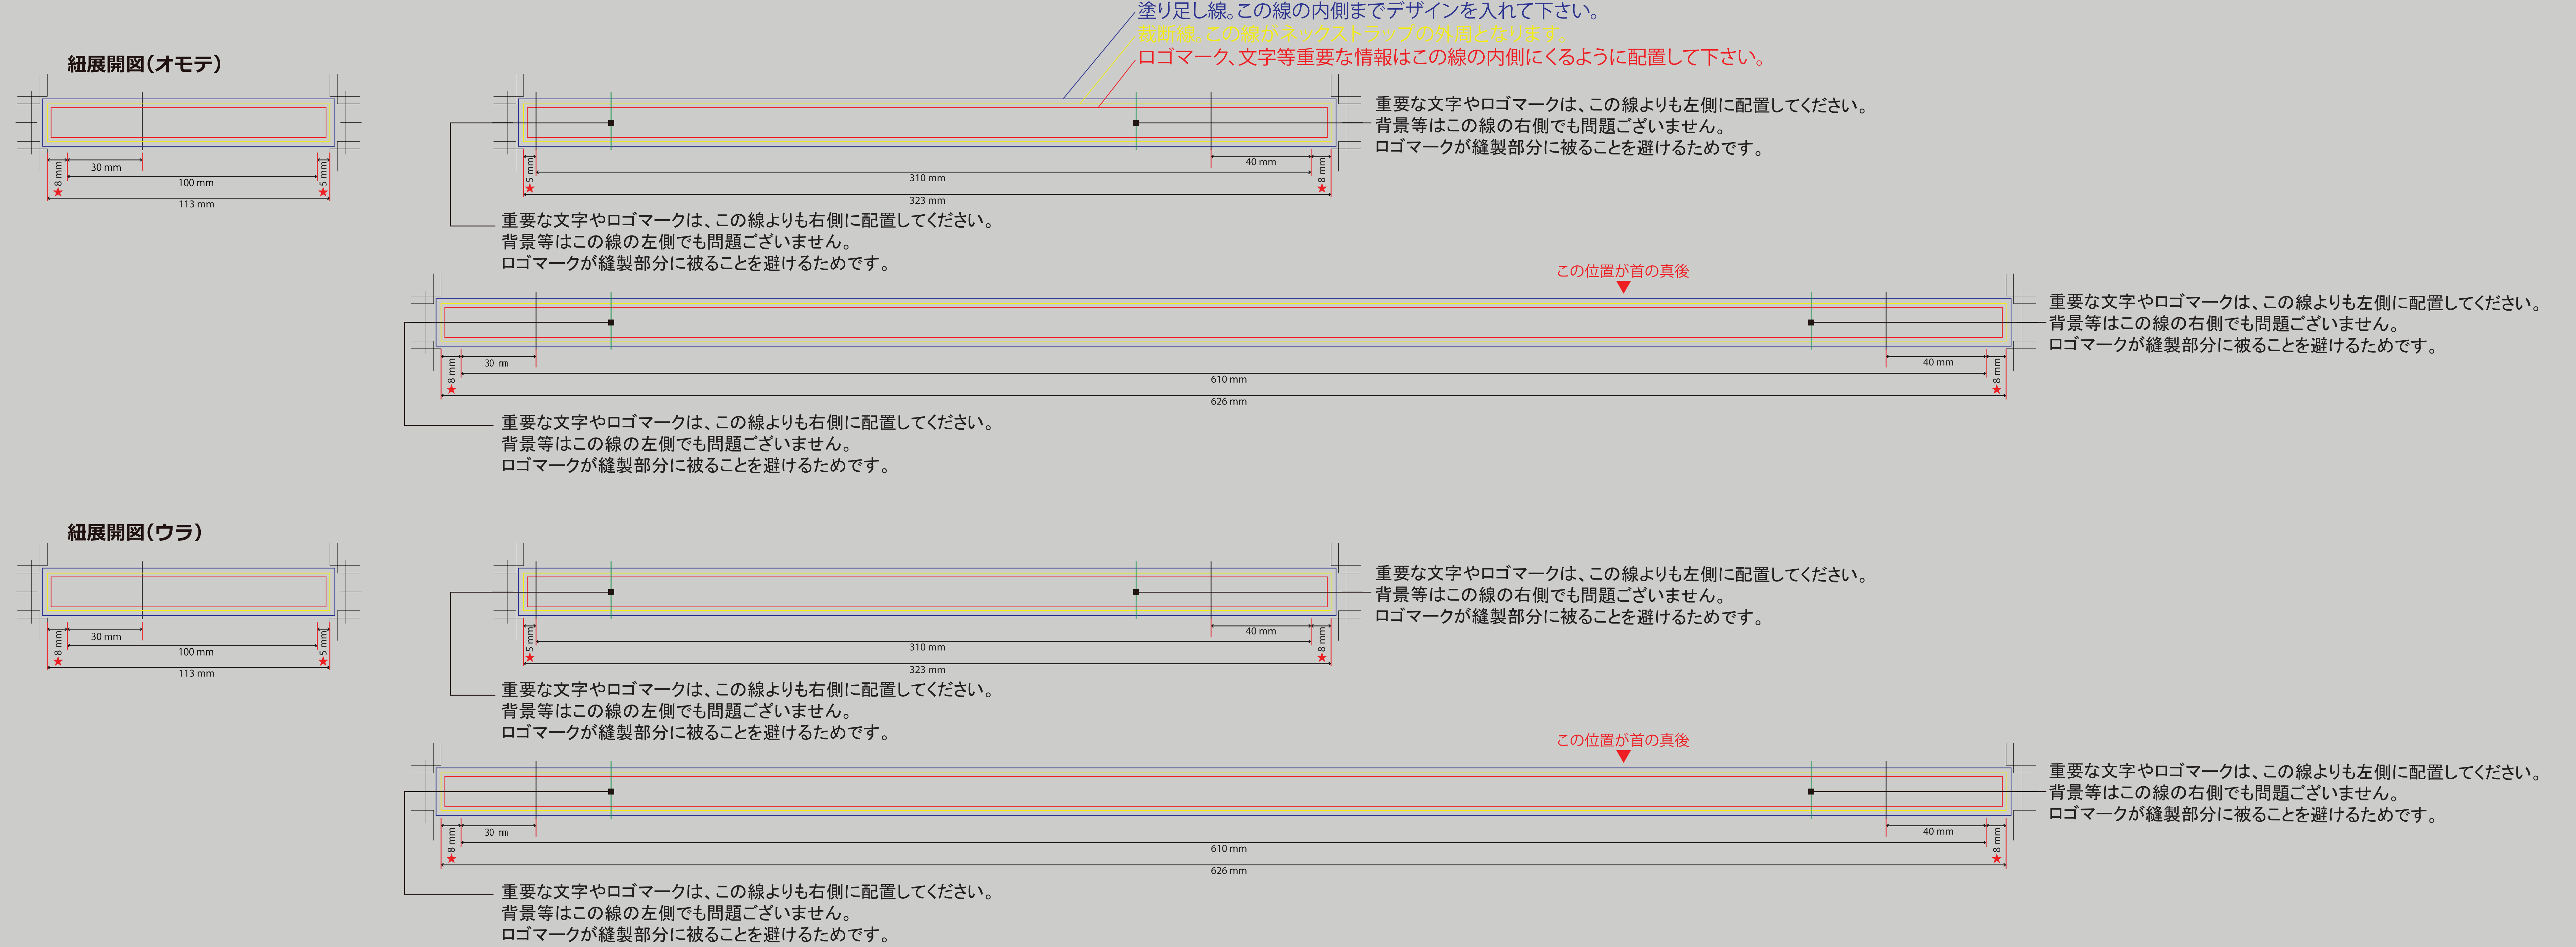 塗り足し線。この線の内側までデザインを入れて下さい。
裁断線。この線がネックストラップの外周となります。
ロゴマーク、文字等重要な情報はこの線の内側にくるように配置して下さい。
紐展開図(オモテ)
30 mm
★8 mm
★5 mm
100 mm
113 mm
重要な文字やロゴマークは、この線よりも左側に配置してください。
背景等はこの線の右側でも問題ございません。
ロゴマークが縫製部分に被ることを避けるためです。
★5 mm
40 mm
★8 mm
310 mm
323 mm
重要な文字やロゴマークは、この線よりも右側に配置してください。
背景等はこの線の左側でも問題ございません。
ロゴマークが縫製部分に被ることを避けるためです。
この位置が首の真後
重要な文字やロゴマークは、この線よりも左側に配置してください。
背景等はこの線の右側でも問題ございません。
ロゴマークが縫製部分に被ることを避けるためです。
★8 mm
30 mm
40 mm
★8 mm
610 mm
626 mm
重要な文字やロゴマークは、この線よりも右側に配置してください。
背景等はこの線の左側でも問題ございません。
ロゴマークが縫製部分に被ることを避けるためです。
紐展開図(ウラ)
30 mm
★8 mm
★5 mm
100 mm
113 mm
重要な文字やロゴマークは、この線よりも左側に配置してください。
背景等はこの線の右側でも問題ございません。
ロゴマークが縫製部分に被ることを避けるためです。
★5 mm
40 mm
★8 mm
310 mm
323 mm
重要な文字やロゴマークは、この線よりも右側に配置してください。
背景等はこの線の左側でも問題ございません。
ロゴマークが縫製部分に被ることを避けるためです。
この位置が首の真後
重要な文字やロゴマークは、この線よりも左側に配置してください。
背景等はこの線の右側でも問題ございません。
ロゴマークが縫製部分に被ることを避けるためです。
★8 mm
30 mm
40 mm
★8 mm
610 mm
626 mm
重要な文字やロゴマークは、この線よりも右側に配置してください。
背景等はこの線の左側でも問題ございません。
ロゴマークが縫製部分に被ることを避けるためです。